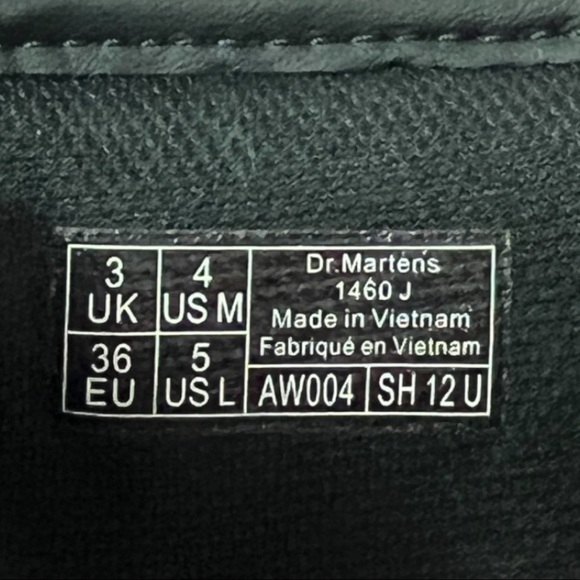 3
UK
4
US M
36
EU
5
US L
Dr.Martens
1460 J
Made in Vietnam
Fabriqué en Vietnam
AW004
SH 12 U